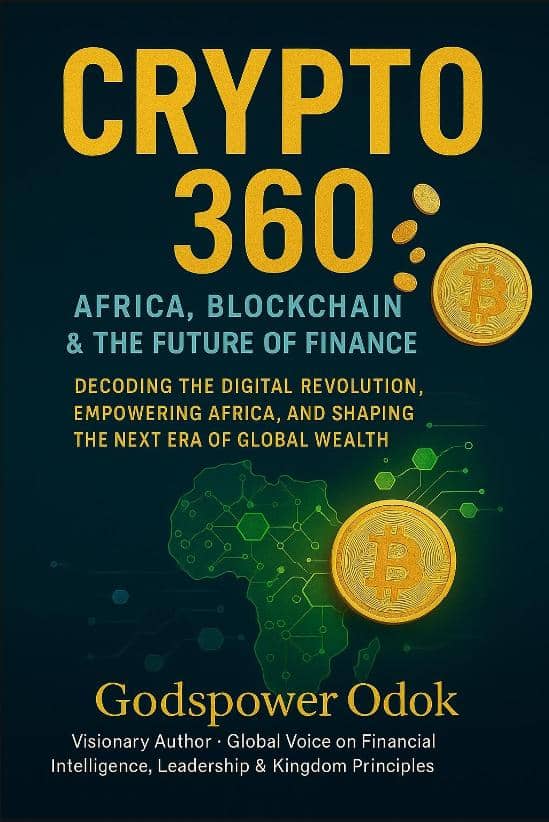 CRYPTO
360
AFRICA, BLOCKCHAIN
& THE FUTURE OF FINANCE
DECODING THE DIGITAL REVOLUTION,
EMPOWERING AFRICA, AND SHAPING
THE NEXT ERA OF GLOBAL WEALTH
Godspower Odok
Visionary Author · Global Voice on Financial
Intelligence, Leadership & Kingdom Principles